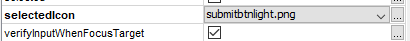 selectedIcon submitbtnlight.png ...
verifyInputWhenFocusTarget ...